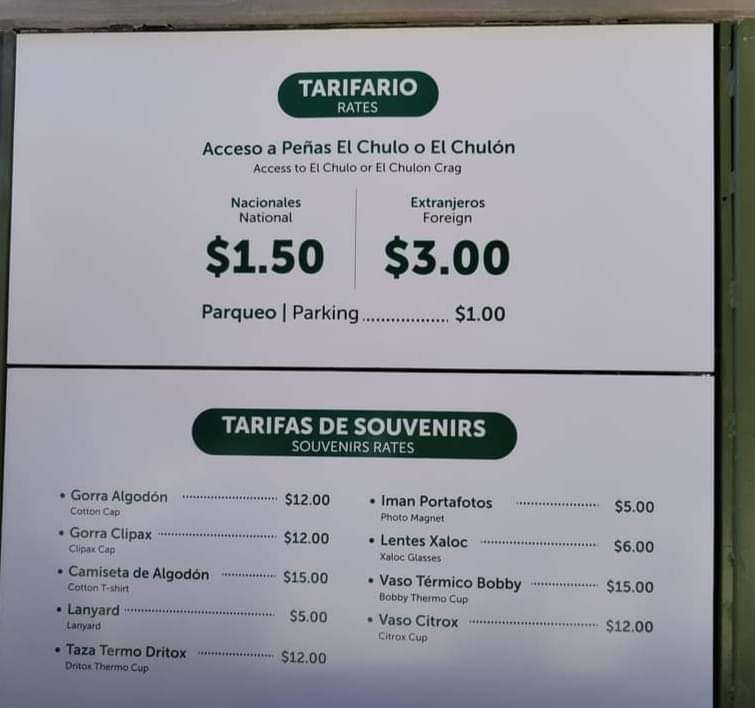 TARIFARIO
RATES
Acceso a Peñas El Chulo o El Chulón
Access to El Chulo or El Chulon Crag
Nacionales
National
$1.50
Extranjeros
Foreign
$3.00
Parqueo | Parking ................. $1.00
TARIFAS DE SOUVENIRS
SOUVENIRS RATES
• Gorra Algodón ........................ $12.00
Cotton Cap
• Gorra Clipax .............................. $12.00
Clipax Cap
• Camiseta de Algodón ............. $15.00
Cotton T-shirt
• Lanyard ..................................... $5.00
Lanyard
• Taza Termo Dritox ................... $12.00
Dritox Thermo Cup
• Iman Portafotos ..................... $5.00
Photo Magnet
• Lentes Xaloc .............................. $6.00
Xaloc Glasses
• Vaso Térmico Bobby ................. $15.00
Bobby Thermo Cup
• Vaso Citrox ................................ $12.00
Citrox Cup